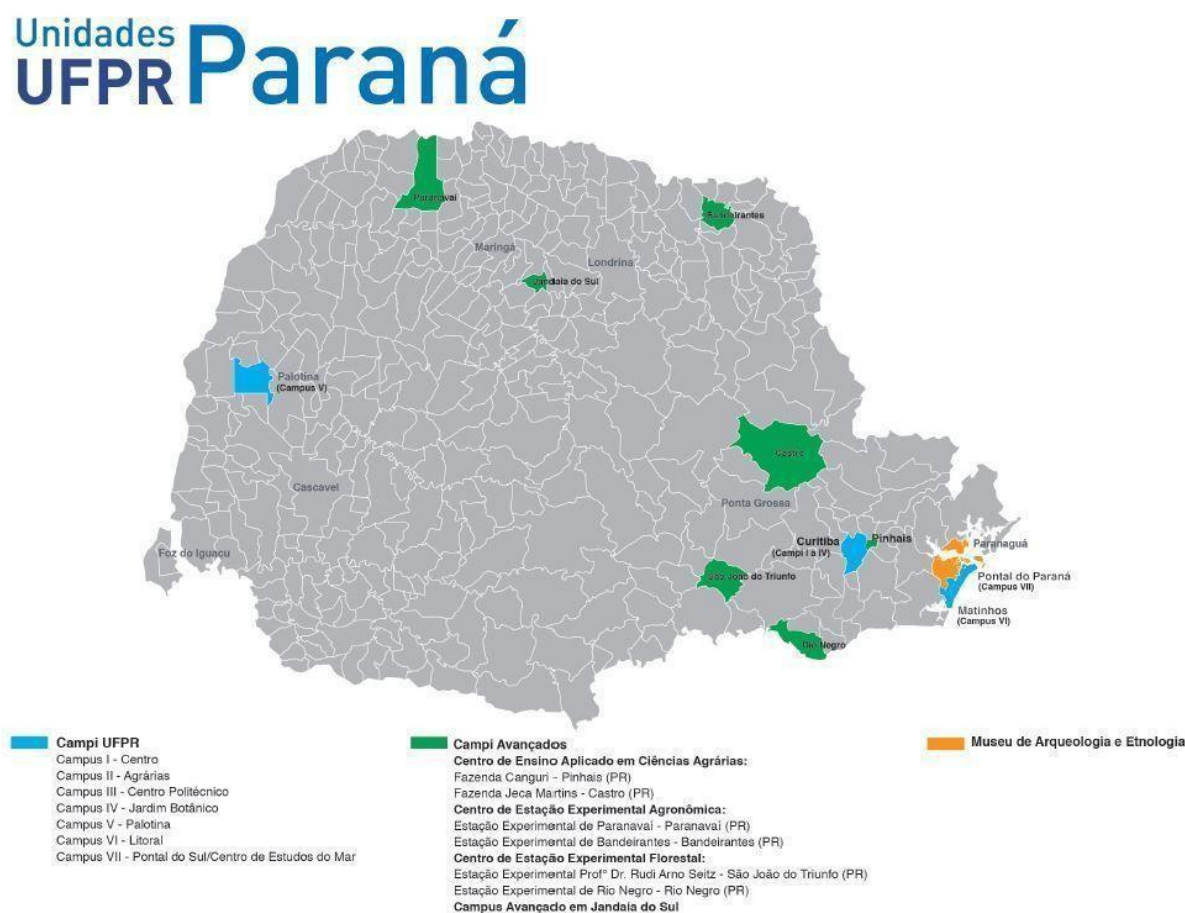 Unidades
UFPR Paraná
Paranavaí
Bandeirantes
Maringá
Londrina
Jandaia do Sul
Palotina
(Campus V)
Castro
Cascavel
Ponta Grossa
Curitiba
(Campi I a IV)
Pinhais
Paranaguá
Foz do Iguaçu
São João do Triunfo
Pontal do Paraná
(Campus VII)
Matinhos
(Campus VI)
Rio Negro
Campi UFPR
Campus I - Centro
Campus II - Agrárias
Campus III - Centro Politécnico
Campus IV - Jardim Botânico
Campus V - Palotina
Campus VI - Litoral
Campus VII - Pontal do Sul/Centro de Estudos do Mar
Campi Avançados
Centro de Ensino Aplicado em Ciências Agrárias:
Fazenda Canguri - Pinhais (PR)
Fazenda Jeca Martins - Castro (PR)
Centro de Estação Experimental Agronômica:
Estação Experimental de Paranavaí - Paranavaí (PR)
Estação Experimental de Bandeirantes - Bandeirantes (PR)
Centro de Estação Experimental Florestal:
Estação Experimental Profº Dr. Rudi Arno Seitz - São João do Triunfo (PR)
Estação Experimental de Rio Negro - Rio Negro (PR)
Campus Avançado em Jandaia do Sul
Museu de Arqueologia e Etnologia